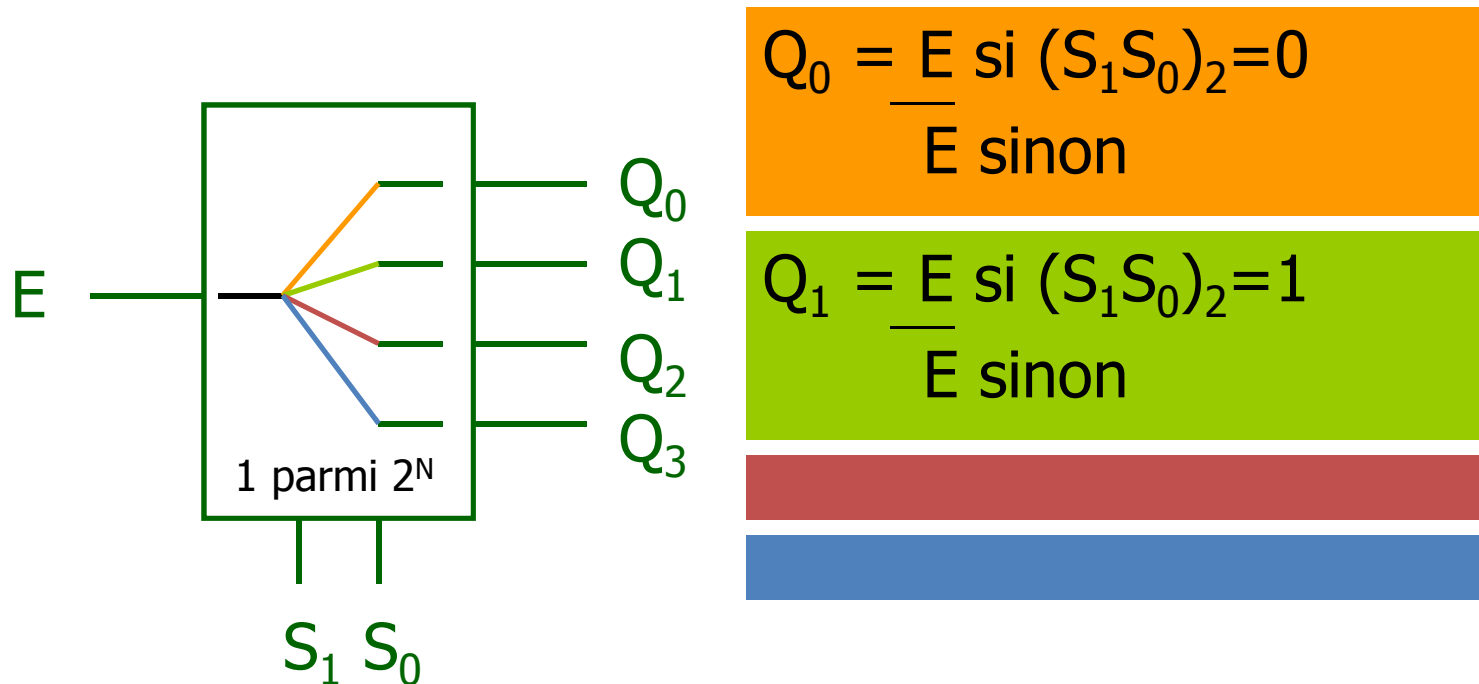 E
Q₀
Q₁
Q₂
Q₃
1 parmi 2ᴺ
S₁ S₀
Q₀ = E si (S₁S₀)₂=0
E̅ sinon
Q₁ = E si (S₁S₀)₂=1
E̅ sinon